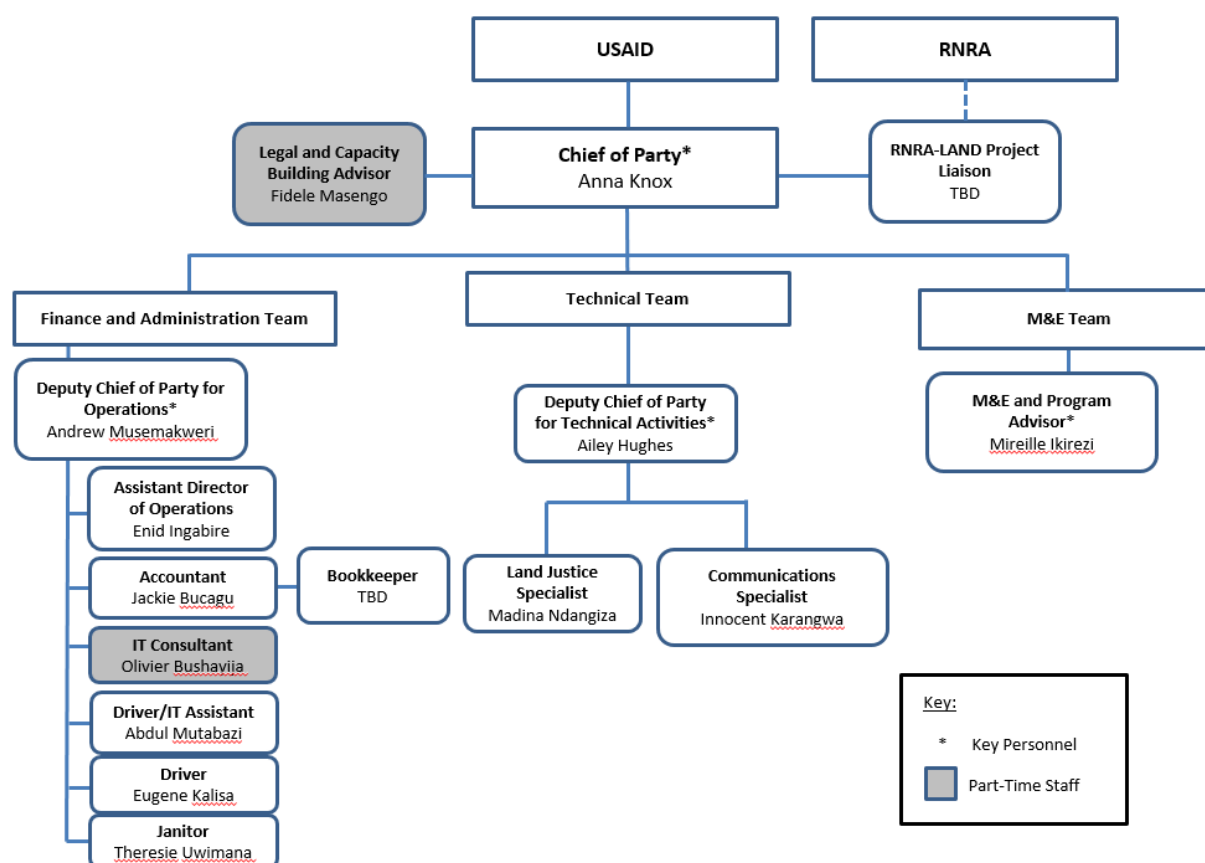 USAID
RNRA
Legal and Capacity
Building Advisor
Fidele Masengo
Chief of Party*
Anna Knox
RNRA-LAND Project
Liaison
TBD
Finance and Administration Team
Technical Team
M&E Team
Deputy Chief of Party for
Operations*
Andrew Musemakweri
Deputy Chief of Party
for Technical Activities*
Ailey Hughes
M&E and Program
Advisor*
Mireille Ikirezi
Assistant Director
of Operations
Enid Ingabire
Accountant
Jackie Bucagu
Bookkeeper
TBD
IT Consultant
Olivier Bushayija
Driver/IT Assistant
Abdul Mutabazi
Driver
Eugene Kalisa
Janitor
Theresie Uwimana
Land Justice
Specialist
Madina Ndangiza
Communications
Specialist
Innocent Karangwa
Key:
* Key Personnel
Part-Time Staff